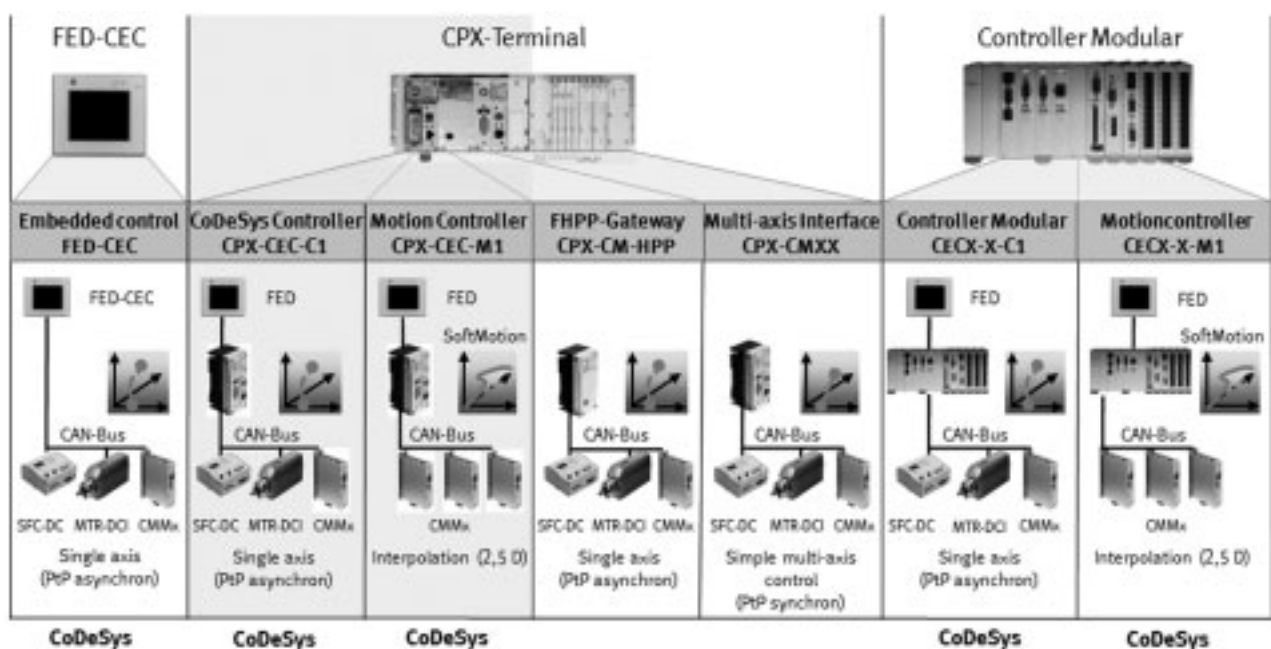 FED-CEC
CPX-Terminal
Controller Modular
Embedded control
FED-CEC
CoDeSys Controller
CPX-CEC-C1
Motion Controller
CPX-CEC-M1
FHPP-Gateway
CPX-CM-HPP
Multi-axis Interface
CPX-CMXX
Controller Modular
CECX-X-C1
Motioncontroller
CECX-X-M1
FED-CEC
CAN-Bus
SFC-DC MTR-DCI CMMx
Single axis
(PtP asynchron)
FED
CAN-Bus
SFC-DC MTR-DCI CMMx
Single axis
(PtP asynchron)
FED
SoftMotion
CAN-Bus
CMMx
Interpolation (2,5 D)
CAN-Bus
SFC-DC MTR-DCI CMMx
Single axis
(PtP asynchron)
CAN-Bus
SFC-DC MTR-DCI CMMx
Simple multi-axis
control
(PtP synchron)
FED
CAN-Bus
SFC-DC MTR-DCI CMMx
Single axis
(PtP asynchron)
FED
SoftMotion
CAN-Bus
CMMx
Interpolation (2,5 D)
CoDeSys
CoDeSys
CoDeSys
CoDeSys
CoDeSys